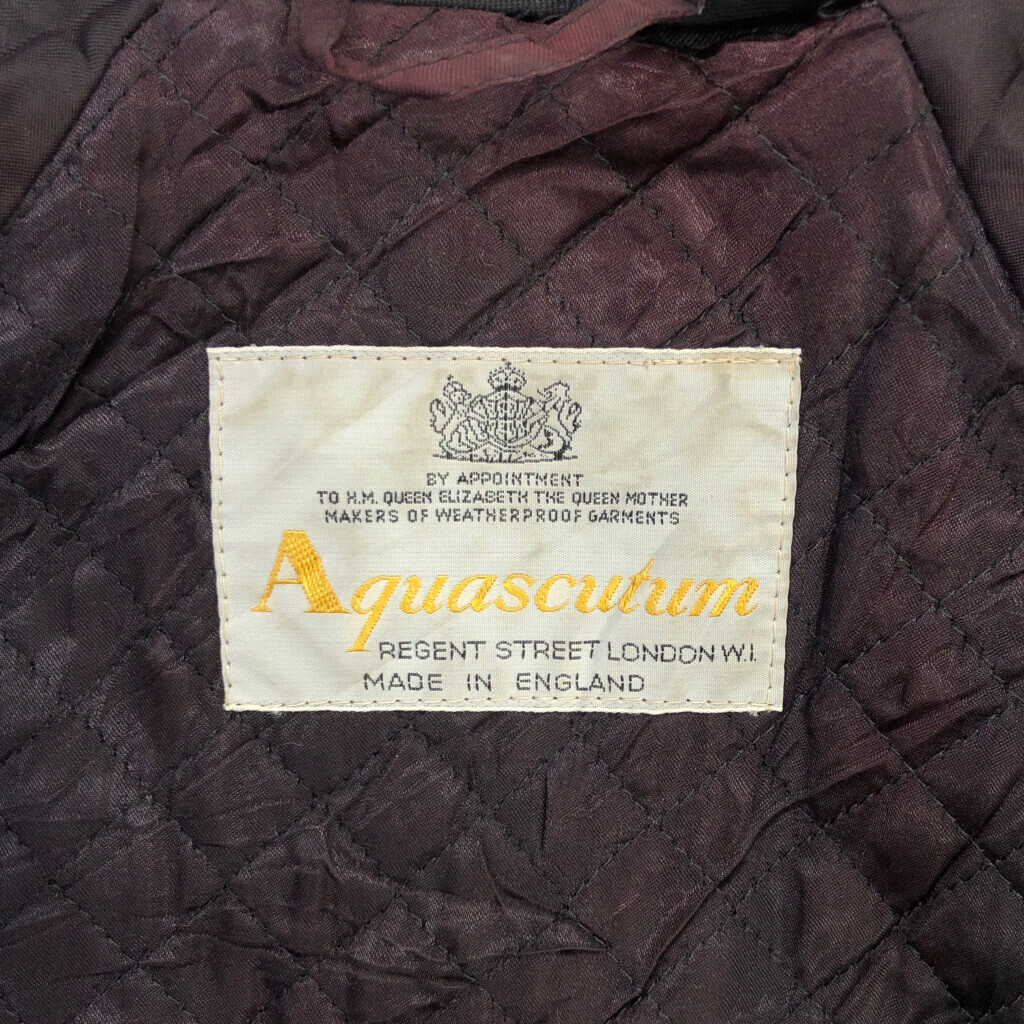 BY APPOINTMENT
TO H.M. QUEEN ELIZABETH THE QUEEN MOTHER
MAKERS OF WEATHERPROOF GARMENTS
Aquascutum
REGENT STREET LONDON W.I.
MADE IN ENGLAND